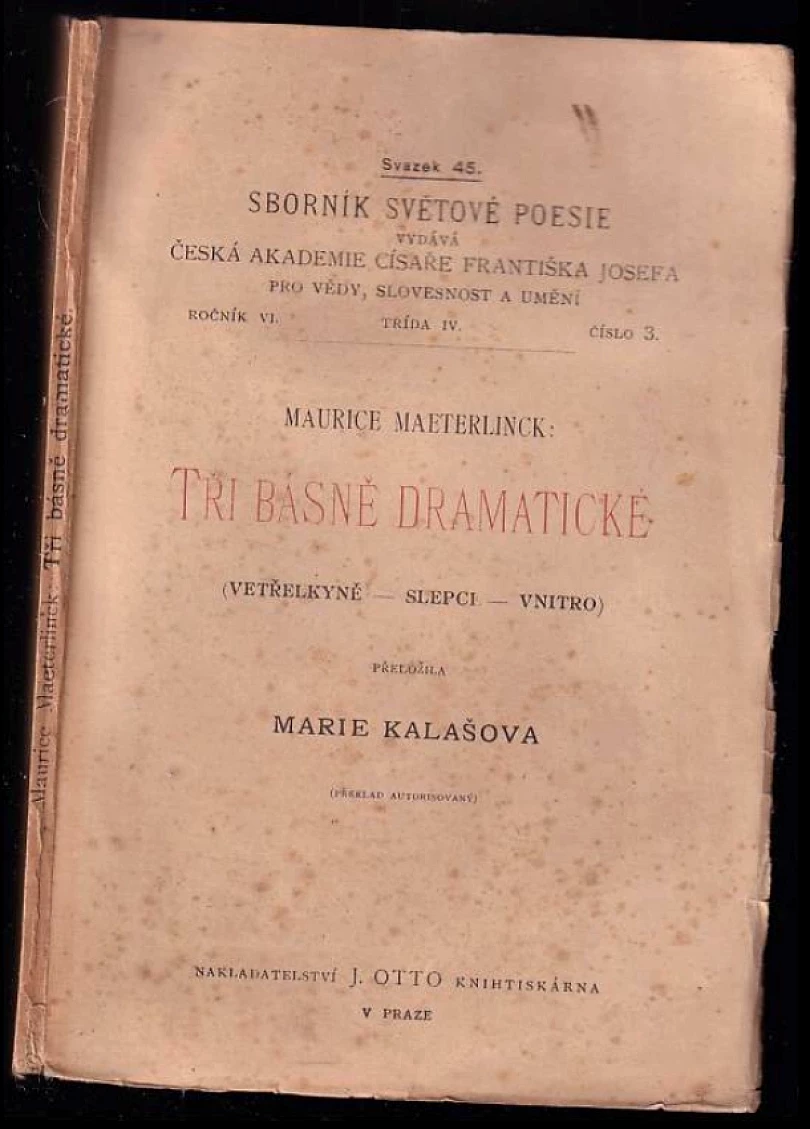 Svazek 45.
SBORNÍK SVĚTOVÉ POESIE
VYDÁVÁ
ČESKÁ AKADEMIE CÍSAŘE FRANTIŠKA JOSEFA
PRO VĚDY, SLOVESNOST A UMĚNÍ
ROČNÍK VI. TŘÍDA IV. ČÍSLO 3.
MAURICE MAETERLINCK:
TŘI BÁSNĚ DRAMATICKÉ
(VETŘELKYNĚ — SLEPCI — VNITRO)
PŘELOŽILA
MARIE KALAŠOVA
(PŘEKLAD AUTORISOVANÝ)
NAKLADATELSTVÍ J. OTTO KNIHTISKÁRNA
V PRAZE
Maurice Maeterlinck: Tři básně dramatické.